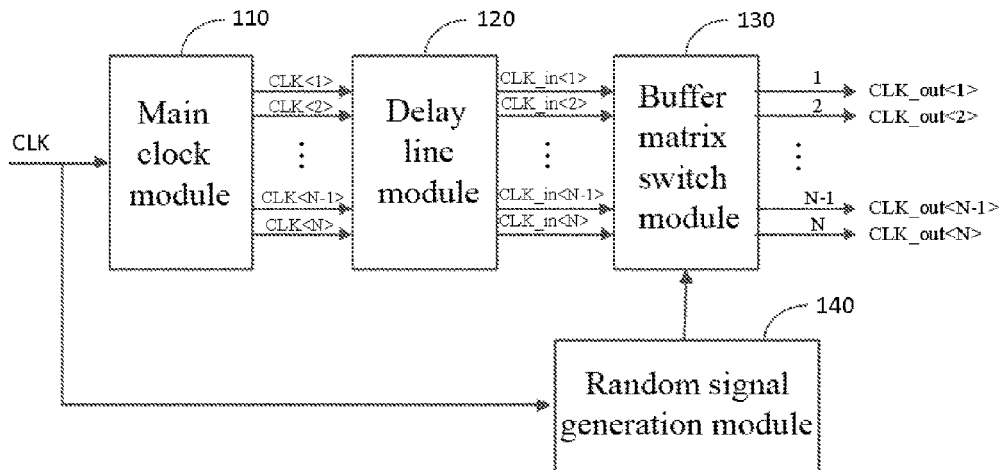 110
120
130
CLK
Main
clock
module
CLK<1>
CLK<2>
⋮
CLK<N-1>
CLK<N>
Delay
line
module
CLK_in<1>
CLK_in<2>
⋮
CLK_in<N-1>
CLK_in<N>
Buffer
matrix
switch
module
1 CLK_out<1>
2 CLK_out<2>
⋮
N-1 CLK_out<N-1>
N CLK_out<N>
140
Random signal
generation module